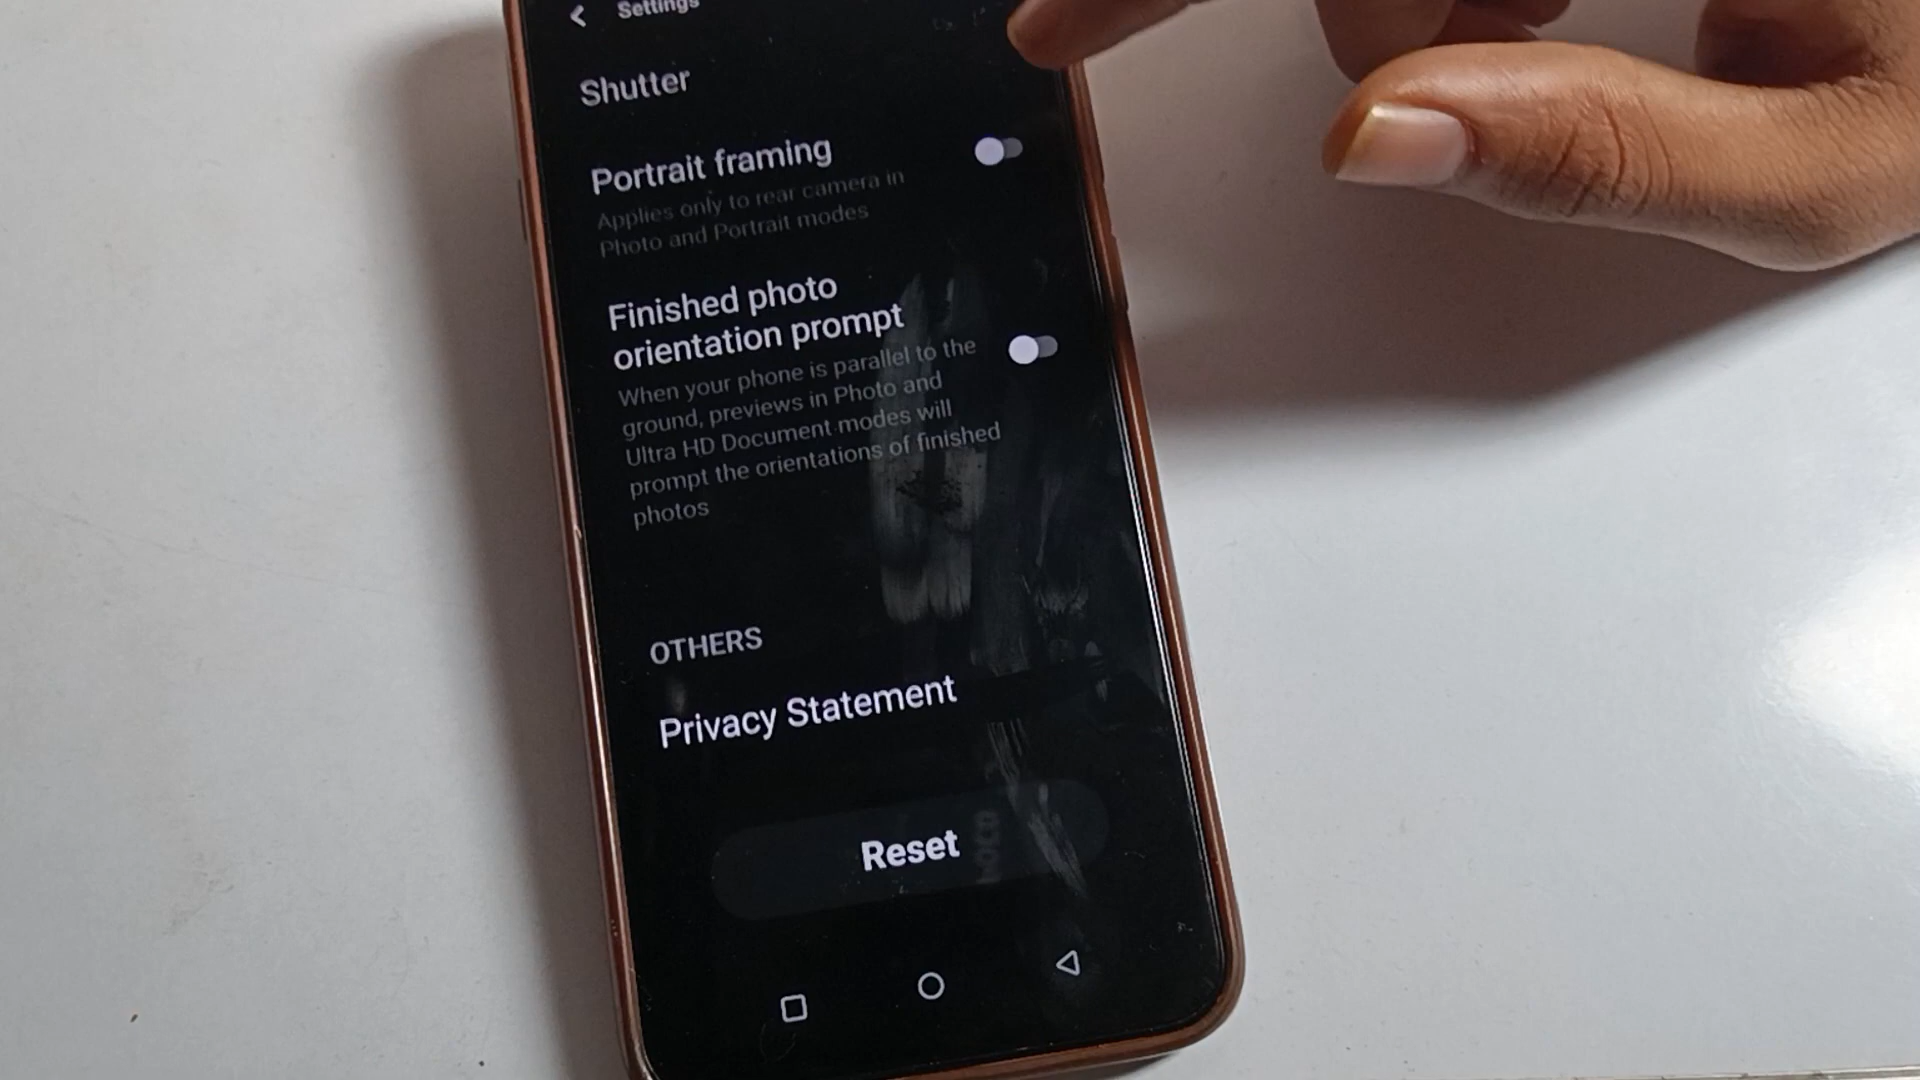 Settings
Shutter
Portrait framing
Applies only to rear camera in
Photo and Portrait modes
Finished photo
orientation prompt
When your phone is parallel to the
ground, previews in Photo and
Ultra HD Document modes will
prompt the orientations of finished
photos
OTHERS
Privacy Statement
Reset